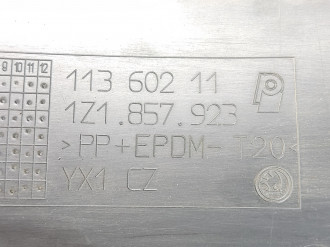 9 10 11 12
113 602 11
1Z1.857.923
>PP+EPDM-T20<
YX1 CZ